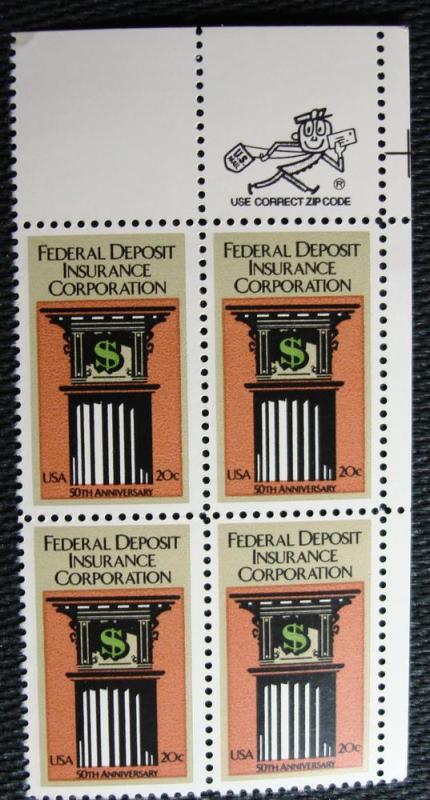 U.S.
MAIL
®
USE CORRECT ZIP CODE
FEDERAL DEPOSIT
INSURANCE
CORPORATION
$
USA 20c
50TH ANNIVERSARY
FEDERAL DEPOSIT
INSURANCE
CORPORATION
$
USA 20c
50TH ANNIVERSARY
FEDERAL DEPOSIT
INSURANCE
CORPORATION
$
USA 20c
50TH ANNIVERSARY
FEDERAL DEPOSIT
INSURANCE
CORPORATION
$
USA 20c
50TH ANNIVERSARY